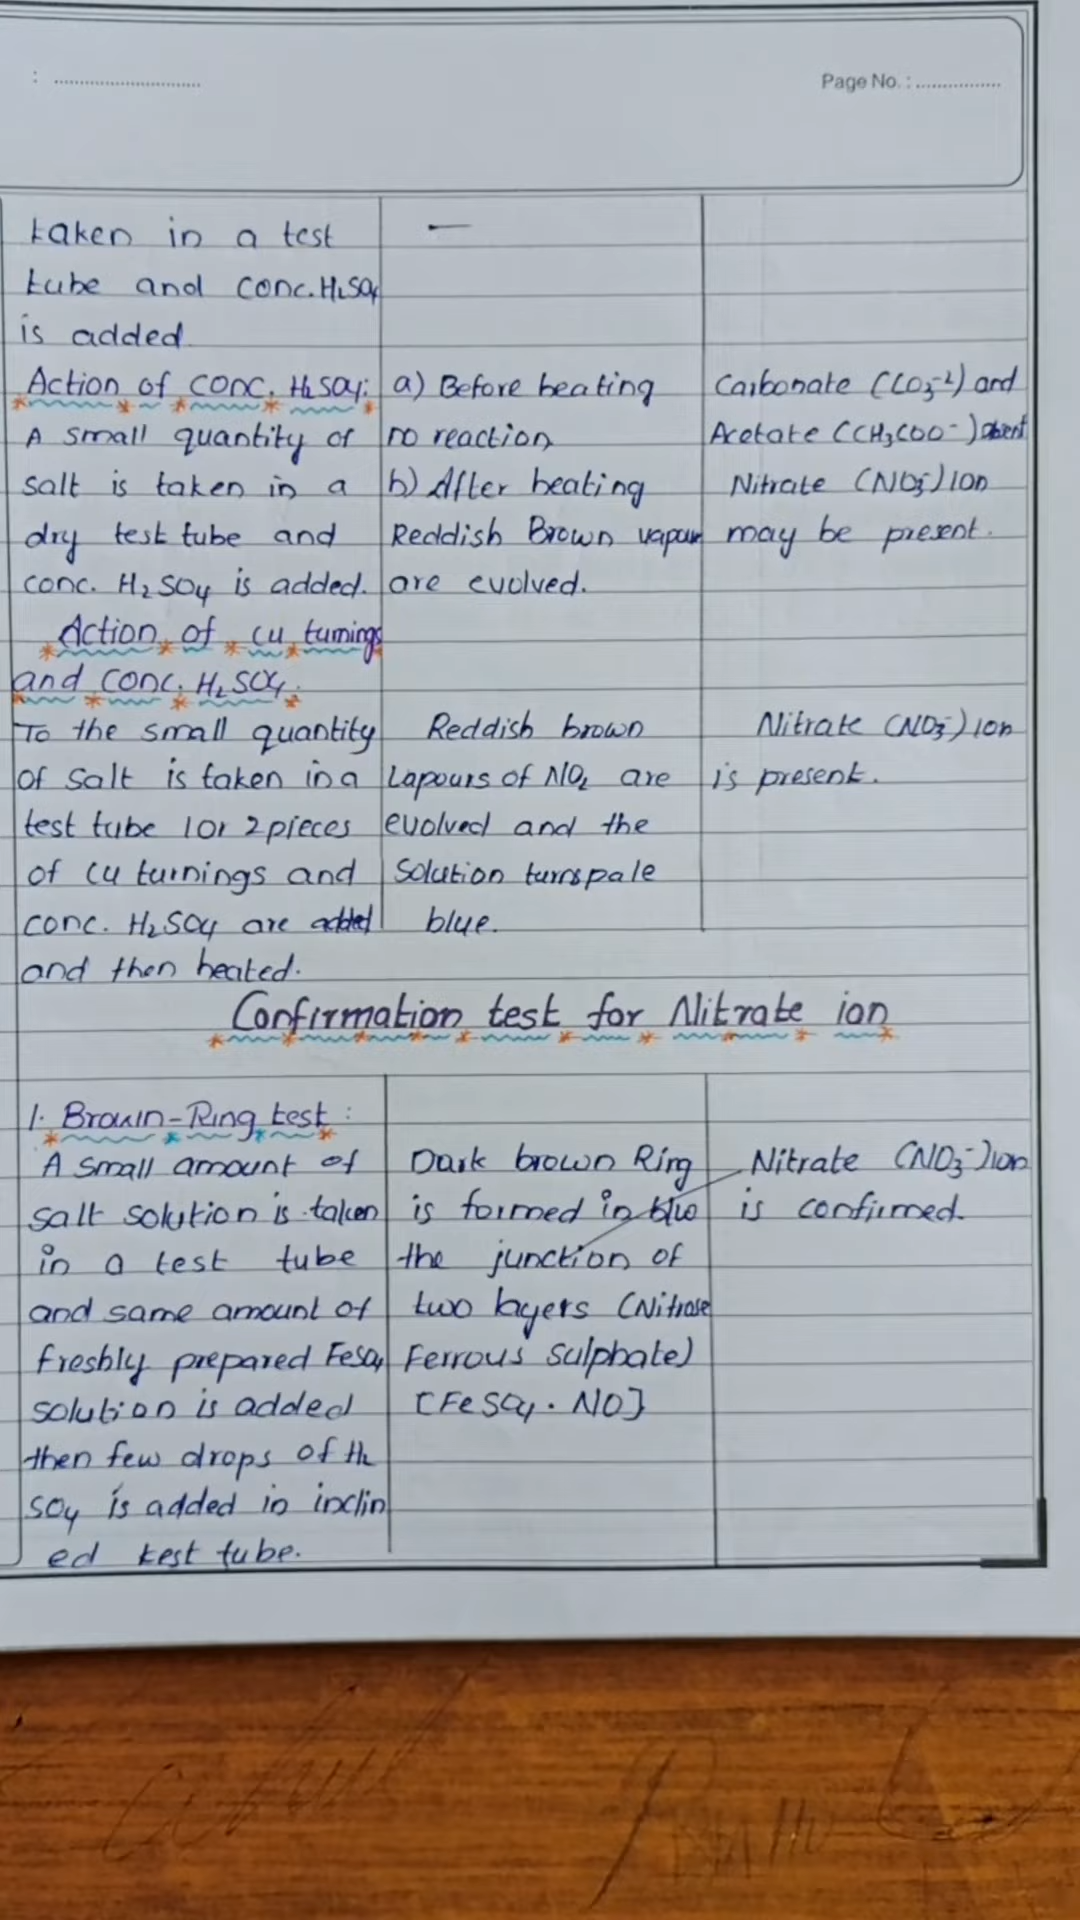 : ............................
Page No. : ................
taken in a test
tube and conc. H2SO4
is added
Action of conc. H2SO4:
A small quantity of
salt is taken in a
dry test tube and
conc. H2SO4 is added.
Action of cu turnings
and conc. H2SO4.
To the small quantity
of salt is taken in a
test tube 1 or 2 pieces
of cu turnings and
conc. H2SO4 are added
and then heated.
—
a) Before heating
no reaction
b) After heating
Reddish Brown vapour
are evolved.
Reddish brown
Lapours of NO2 are
evolved and the
solution turns pale
blue.
Carbonate (CO3-2) and
Acetate (CH3COO-) absent
Nitrate (NO3-) Ion
may be present.
Nitrate (NO3-) ion
is present.
Confirmation test for Nitrate ion
1. Brown-Ring test :
A small amount of
salt solution is taken
in a test tube
and same amount of
freshly prepared FeSO4
solution is added
then few drops of H2
SO4 is added in inclin
ed test tube.
Dark brown Ring
is formed in
the junction of
two layers (Nitroso
Ferrous sulphate)
[FeSO4 . NO]
Nitrate (NO3-) ion
is confirmed.